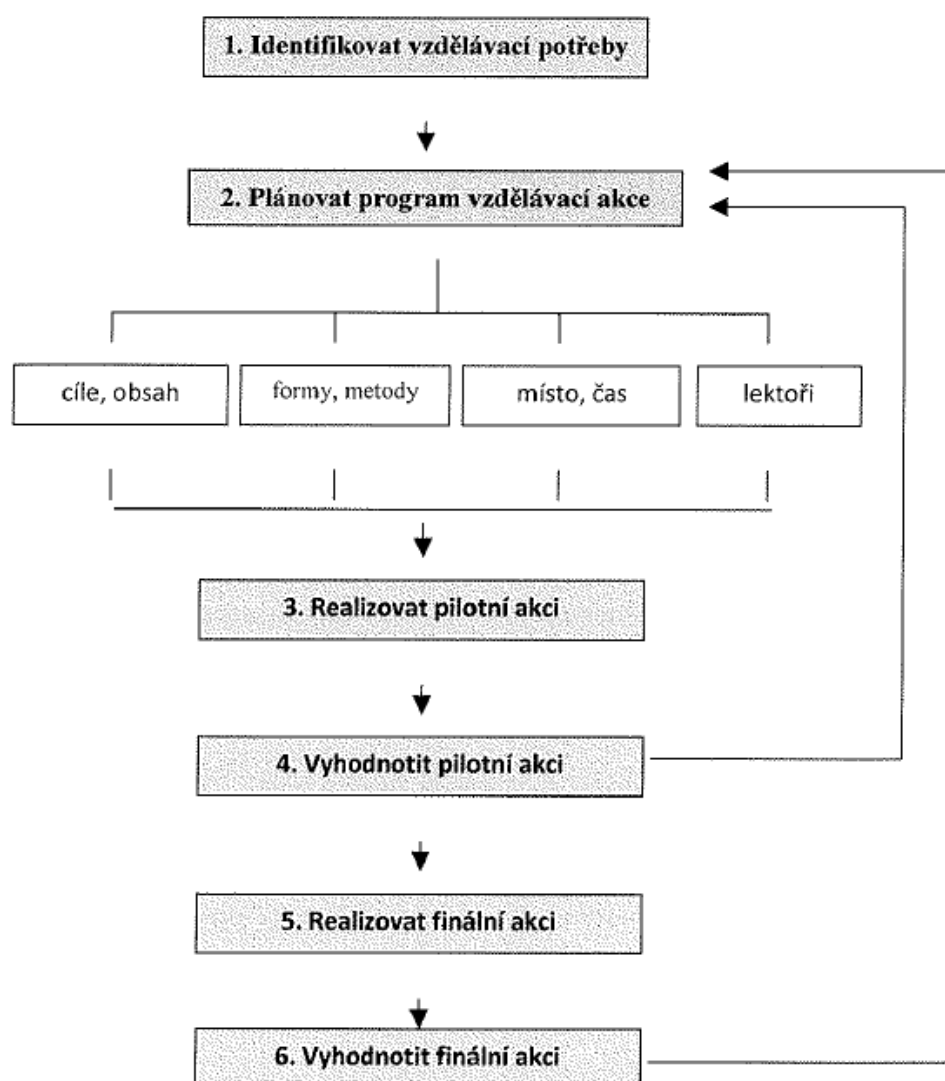 1. Identifikovat vzdělávací potřeby
2. Plánovat program vzdělávací akce
cíle, obsah
formy, metody
místo, čas
lektoři
3. Realizovat pilotní akci
4. Vyhodnotit pilotní akci
5. Realizovat finální akci
6. Vyhodnotit finální akci